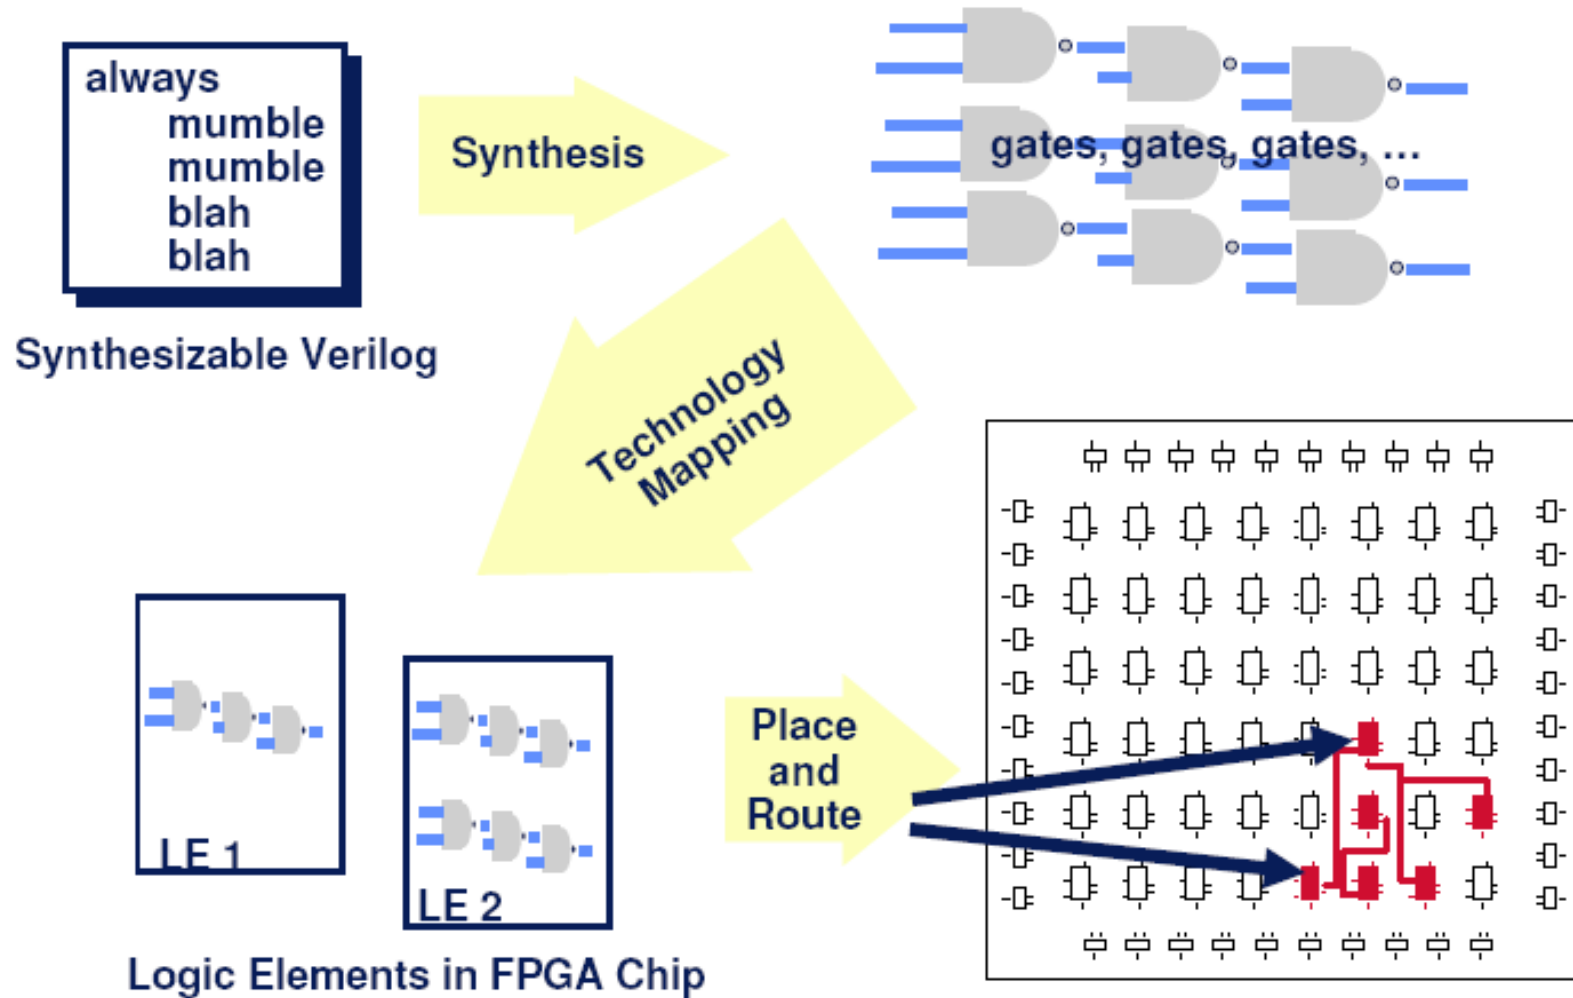 always
mumble
mumble
blah
blah
Synthesizable Verilog
Synthesis
gates, gates, gates, ...
Technology
Mapping
LE 1
LE 2
Logic Elements in FPGA Chip
Place
and
Route